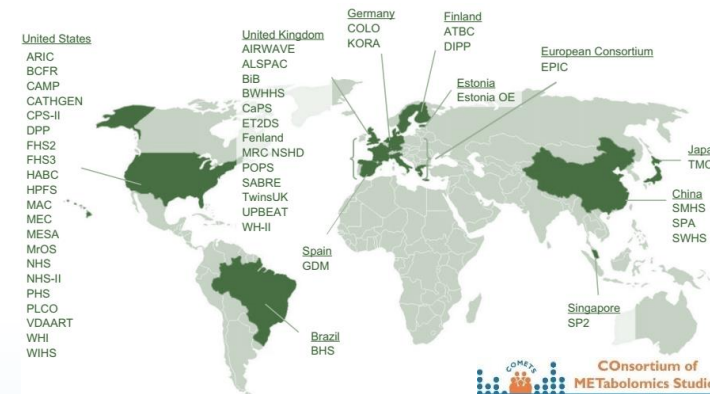 United States
ARIC
BCFR
CAMP
CATHGEN
CPS-II
DPP
FHS2
FHS3
HABC
HPFS
MAC
MEC
MESA
MrOS
NHS
NHS-II
PHS
PLCO
VDAART
WHI
WIHS
United Kingdom
AIRWAVE
ALSPAC
BiB
BWHHS
CaPS
ET2DS
Fenland
MRC NSHD
POPS
SABRE
TwinsUK
UPBEAT
WH-II
Germany
COLO
KORA
Finland
ATBC
DIPP
Estonia
Estonia OE
European Consortium
EPIC
Spain
GDM
Brazil
BHS
Japa
TMC
China
SMHS
SPA
SWHS
Singapore
SP2
COMETS
COnsortium of
METabolomics Studie